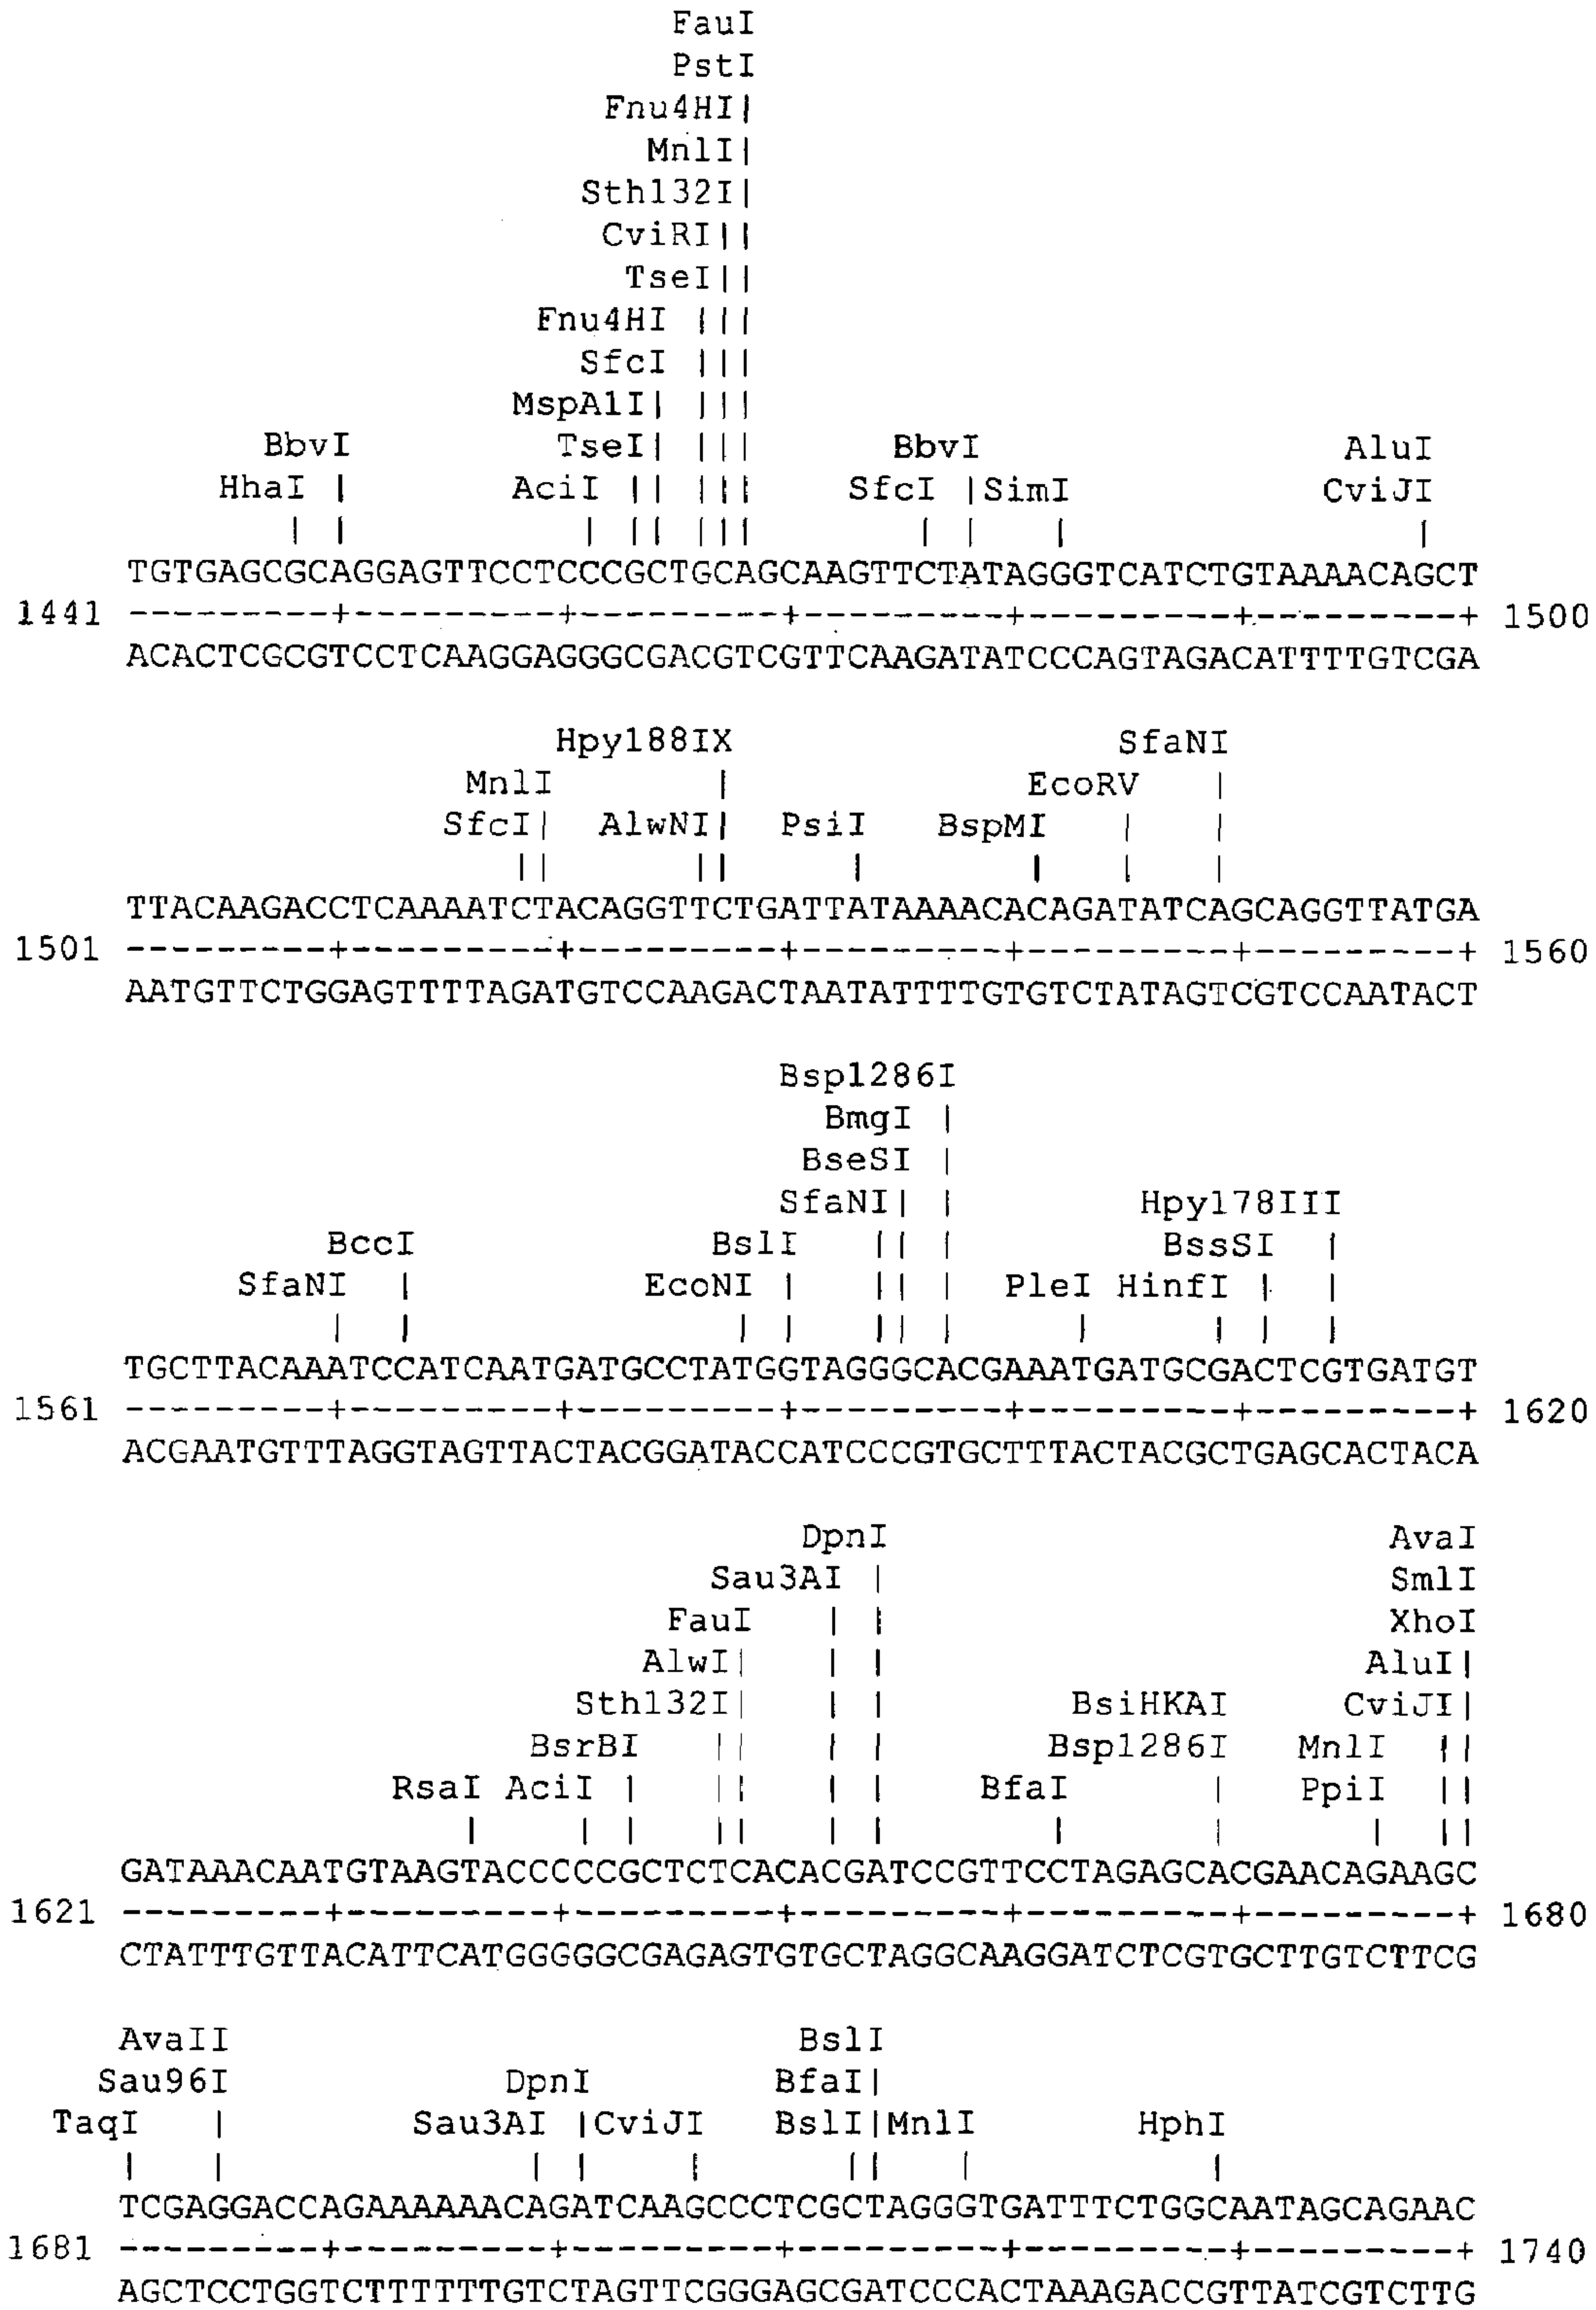 FauI
PstI
Fnu4HI|
MnlI|
Sth132I|
CviRI||
TseI||
Fnu4HI |||
SfcI |||
MspA1I| |||
BbvI TseI| ||| BbvI AluI
HhaI | AciI || ||| SfcI |SimI CviJI
| | | || ||| | | | |
TGTGAGCGCAGGAGTTCCTCCCGCTGCAGCAAGTTCTATAGGGTCATCTGTAAAACAGCT
1441 ---------+---------+---------+---------+---------+---------+ 1500
ACACTCGCGTCCTCAAGGAGGGCGACGTCGTTCAAGATATCCCAGTAGACATTTTGTCGA
Hpy188IX SfaNI
MnlI | EcoRV |
SfcI| AlwNI| PsiI BspMI | |
|| || | | | |
TTACAAGACCTCAAAATCTACAGGTTCTGATTATAAAACACAGATATCAGCAGGTTATGA
1501 ---------+---------+---------+---------+---------+---------+ 1560
AATGTTCTGGAGTTTTAGATGTCCAAGACTAATATTTTGTGTCTATAGTCGTCCAATACT
Bsp1286I
BmgI |
BseSI |
SfaNI| | Hpy178III
BccI BslI || | BssSI |
SfaNI | EcoNI | || | PleI HinfI | |
| | | | || | | | | |
TGCTTACAAATCCATCAATGATGCCTATGGTAGGGCACGAAATGATGCGACTCGTGATGT
1561 ---------+---------+---------+---------+---------+---------+ 1620
ACGAATGTTTAGGTAGTTACTACGGATACCATCCCGTGCTTTACTACGCTGAGCACTACA
DpnI AvaI
Sau3AI | SmlI
FauI | | XhoI
AlwI| | | AluI|
Sth132I| | | BsiHKAI CviJI|
BsrBI || | | Bsp1286I MnlI ||
RsaI AciI | || | | BfaI | PpiI ||
| | | || | | | | | ||
GATAAACAATGTAAGTACCCCCGCTCTCACACGATCCGTTCCTAGAGCACGAACAGAAGC
1621 ---------+---------+---------+---------+---------+---------+ 1680
CTATTTGTTACATTCATGGGGGCGAGAGTGTGCTAGGCAAGGATCTCGTGCTTGTCTTCG
AvaII BslI
Sau96I DpnI BfaI|
TaqI | Sau3AI |CviJI BslI|MnlI HphI
| | | | | || | |
TCGAGGACCAGAAAAAAACAGATCAAGCCCTCGCTAGGGTGATTTCTGGCAATAGCAGAAC
1681 ---------+---------+---------+---------+---------+---------+ 1740
AGCTCCTGGTCTTTTTTGTCTAGTTCGGGAGCGATCCCACTAAAGACCGTTATCGTCTTG